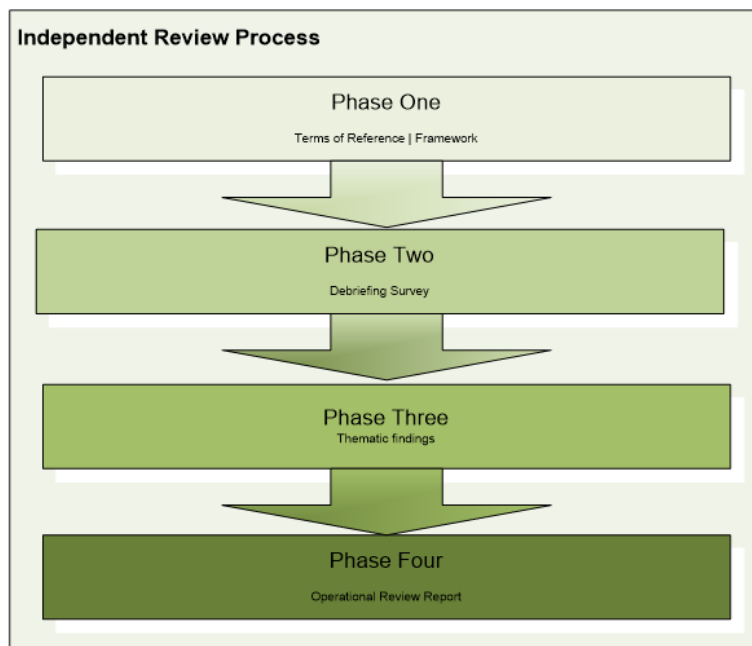 Independent Review Process
Phase One
Terms of Reference | Framework
Phase Two
Debriefing Survey
Phase Three
Thematic findings
Phase Four
Operational Review Report